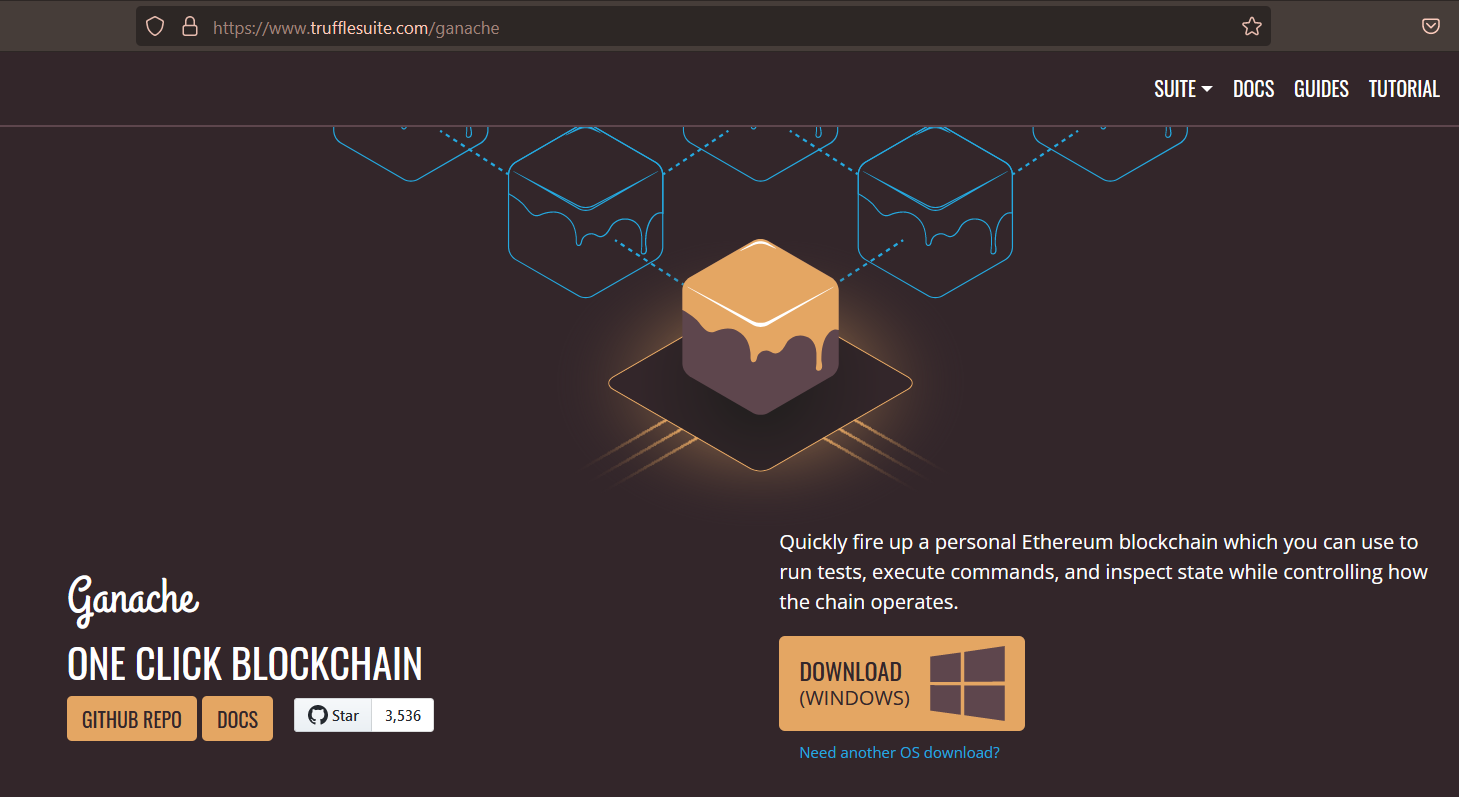 https://www.trufflesuite.com/ganache
SUITE DOCS GUIDES TUTORIAL
Quickly fire up a personal Ethereum blockchain which you can use to
run tests, execute commands, and inspect state while controlling how
the chain operates.
Ganache
ONE CLICK BLOCKCHAIN
GITHUB REPO DOCS Star 3,536
DOWNLOAD
(WINDOWS)
Need another OS download?